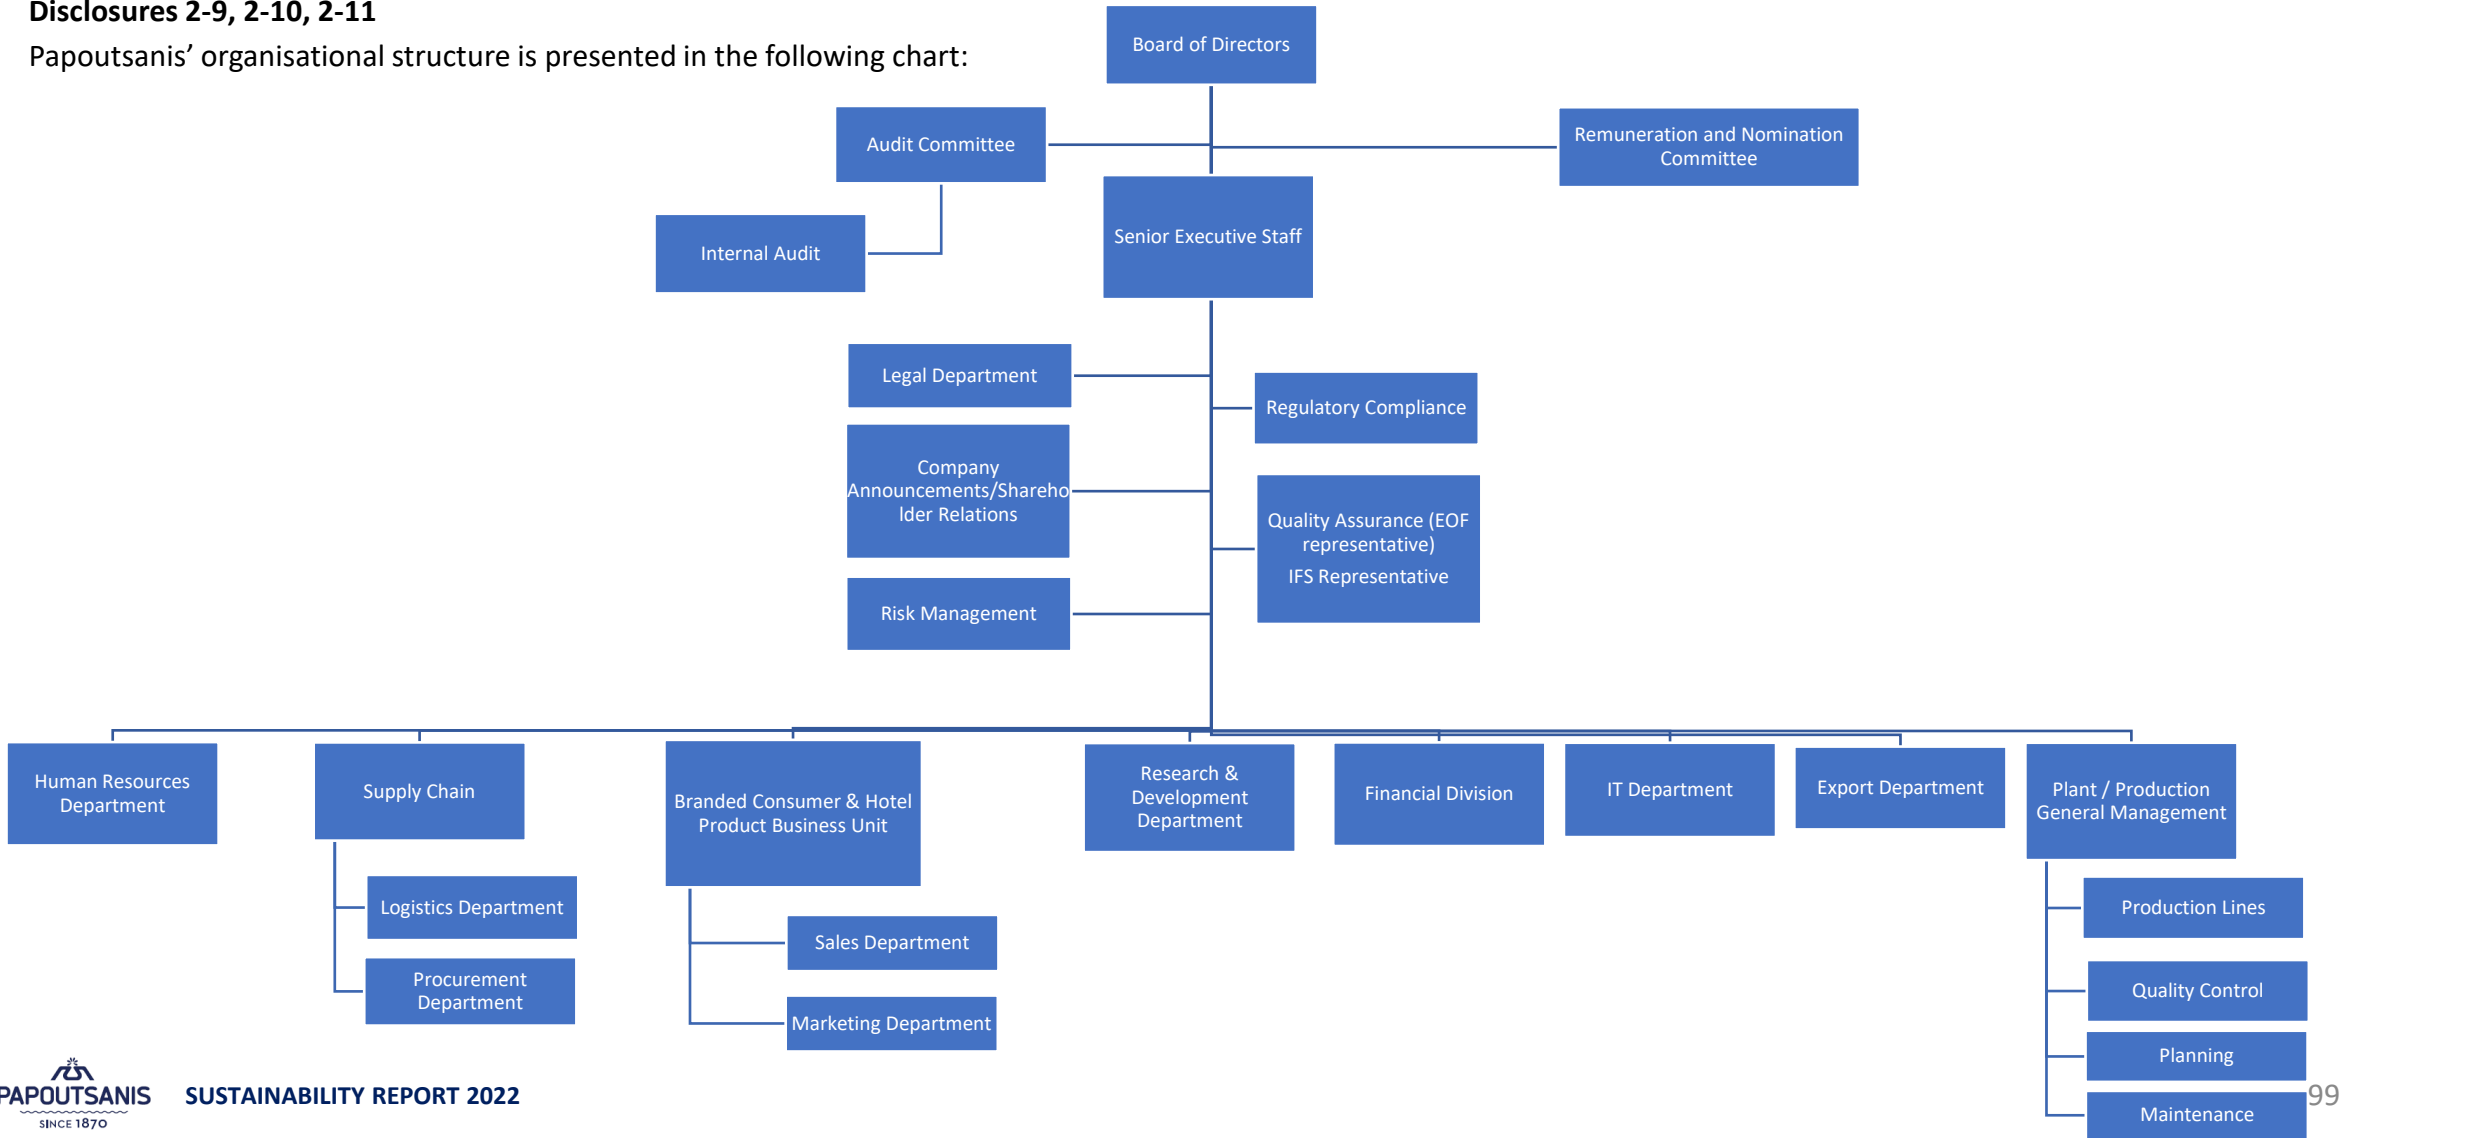 Disclosures 2-9, 2-10, 2-11
Papoutsanis’ organisational structure is presented in the following chart:
Board of Directors
Audit Committee
Remuneration and Nomination
Committee
Internal Audit
Senior Executive Staff
Legal Department
Regulatory Compliance
Company
Announcements/Shareho
lder Relations
Quality Assurance (EOF
representative)
IFS Representative
Risk Management
Human Resources
Department
Supply Chain
Branded Consumer & Hotel
Product Business Unit
Research &
Development
Department
Financial Division
IT Department
Export Department
Plant / Production
General Management
Logistics Department
Procurement
Department
Sales Department
Marketing Department
Production Lines
Quality Control
Planning
Maintenance
PAPOUTSANIS
SINCE 1870
SUSTAINABILITY REPORT 2022
99